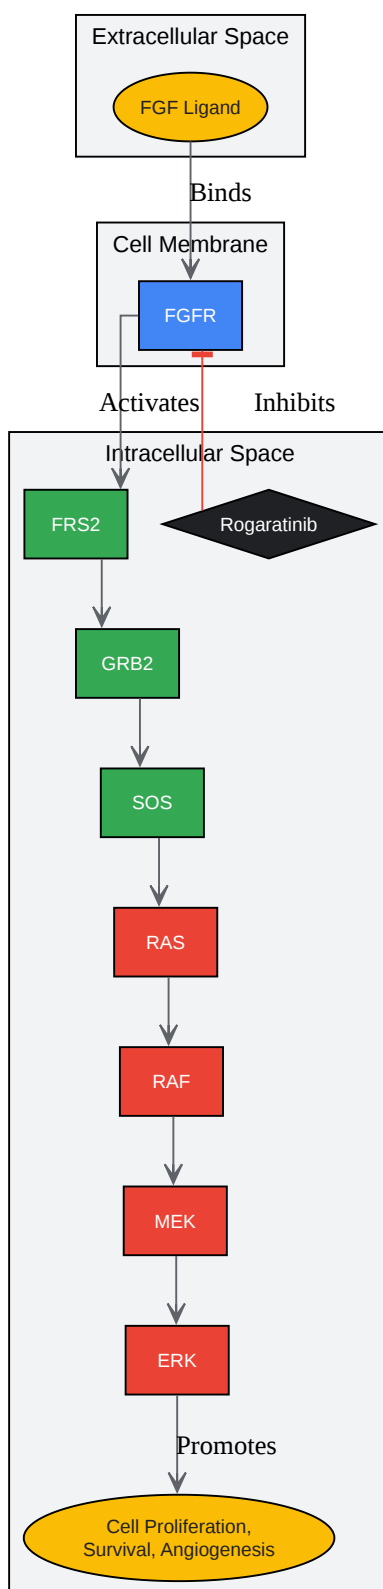 Extracellular Space
FGF Ligand
Binds
Cell Membrane
FGFR
Activates
Inhibits
Intracellular Space
FRS2
Rogaratinib
GRB2
SOS
RAS
RAF
MEK
ERK
Promotes
Cell Proliferation,
Survival, Angiogenesis